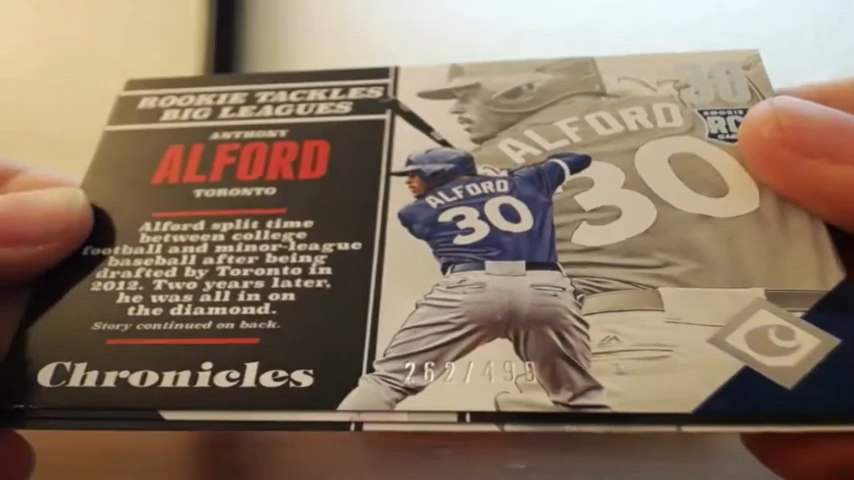 ROOKIE TACKLES
BIG LEAGUES
ANTHONY
ALFORD
TORONTO
Alford split time
between college
football and minor-league
baseball after being
drafted by Toronto in
2012. Two years later,
he was all in on
the diamond.
Story continued on back.
Chronicles
ALFORD
30
ALFORD
30
30
ROOKIE
RC
CARD
262/499
C